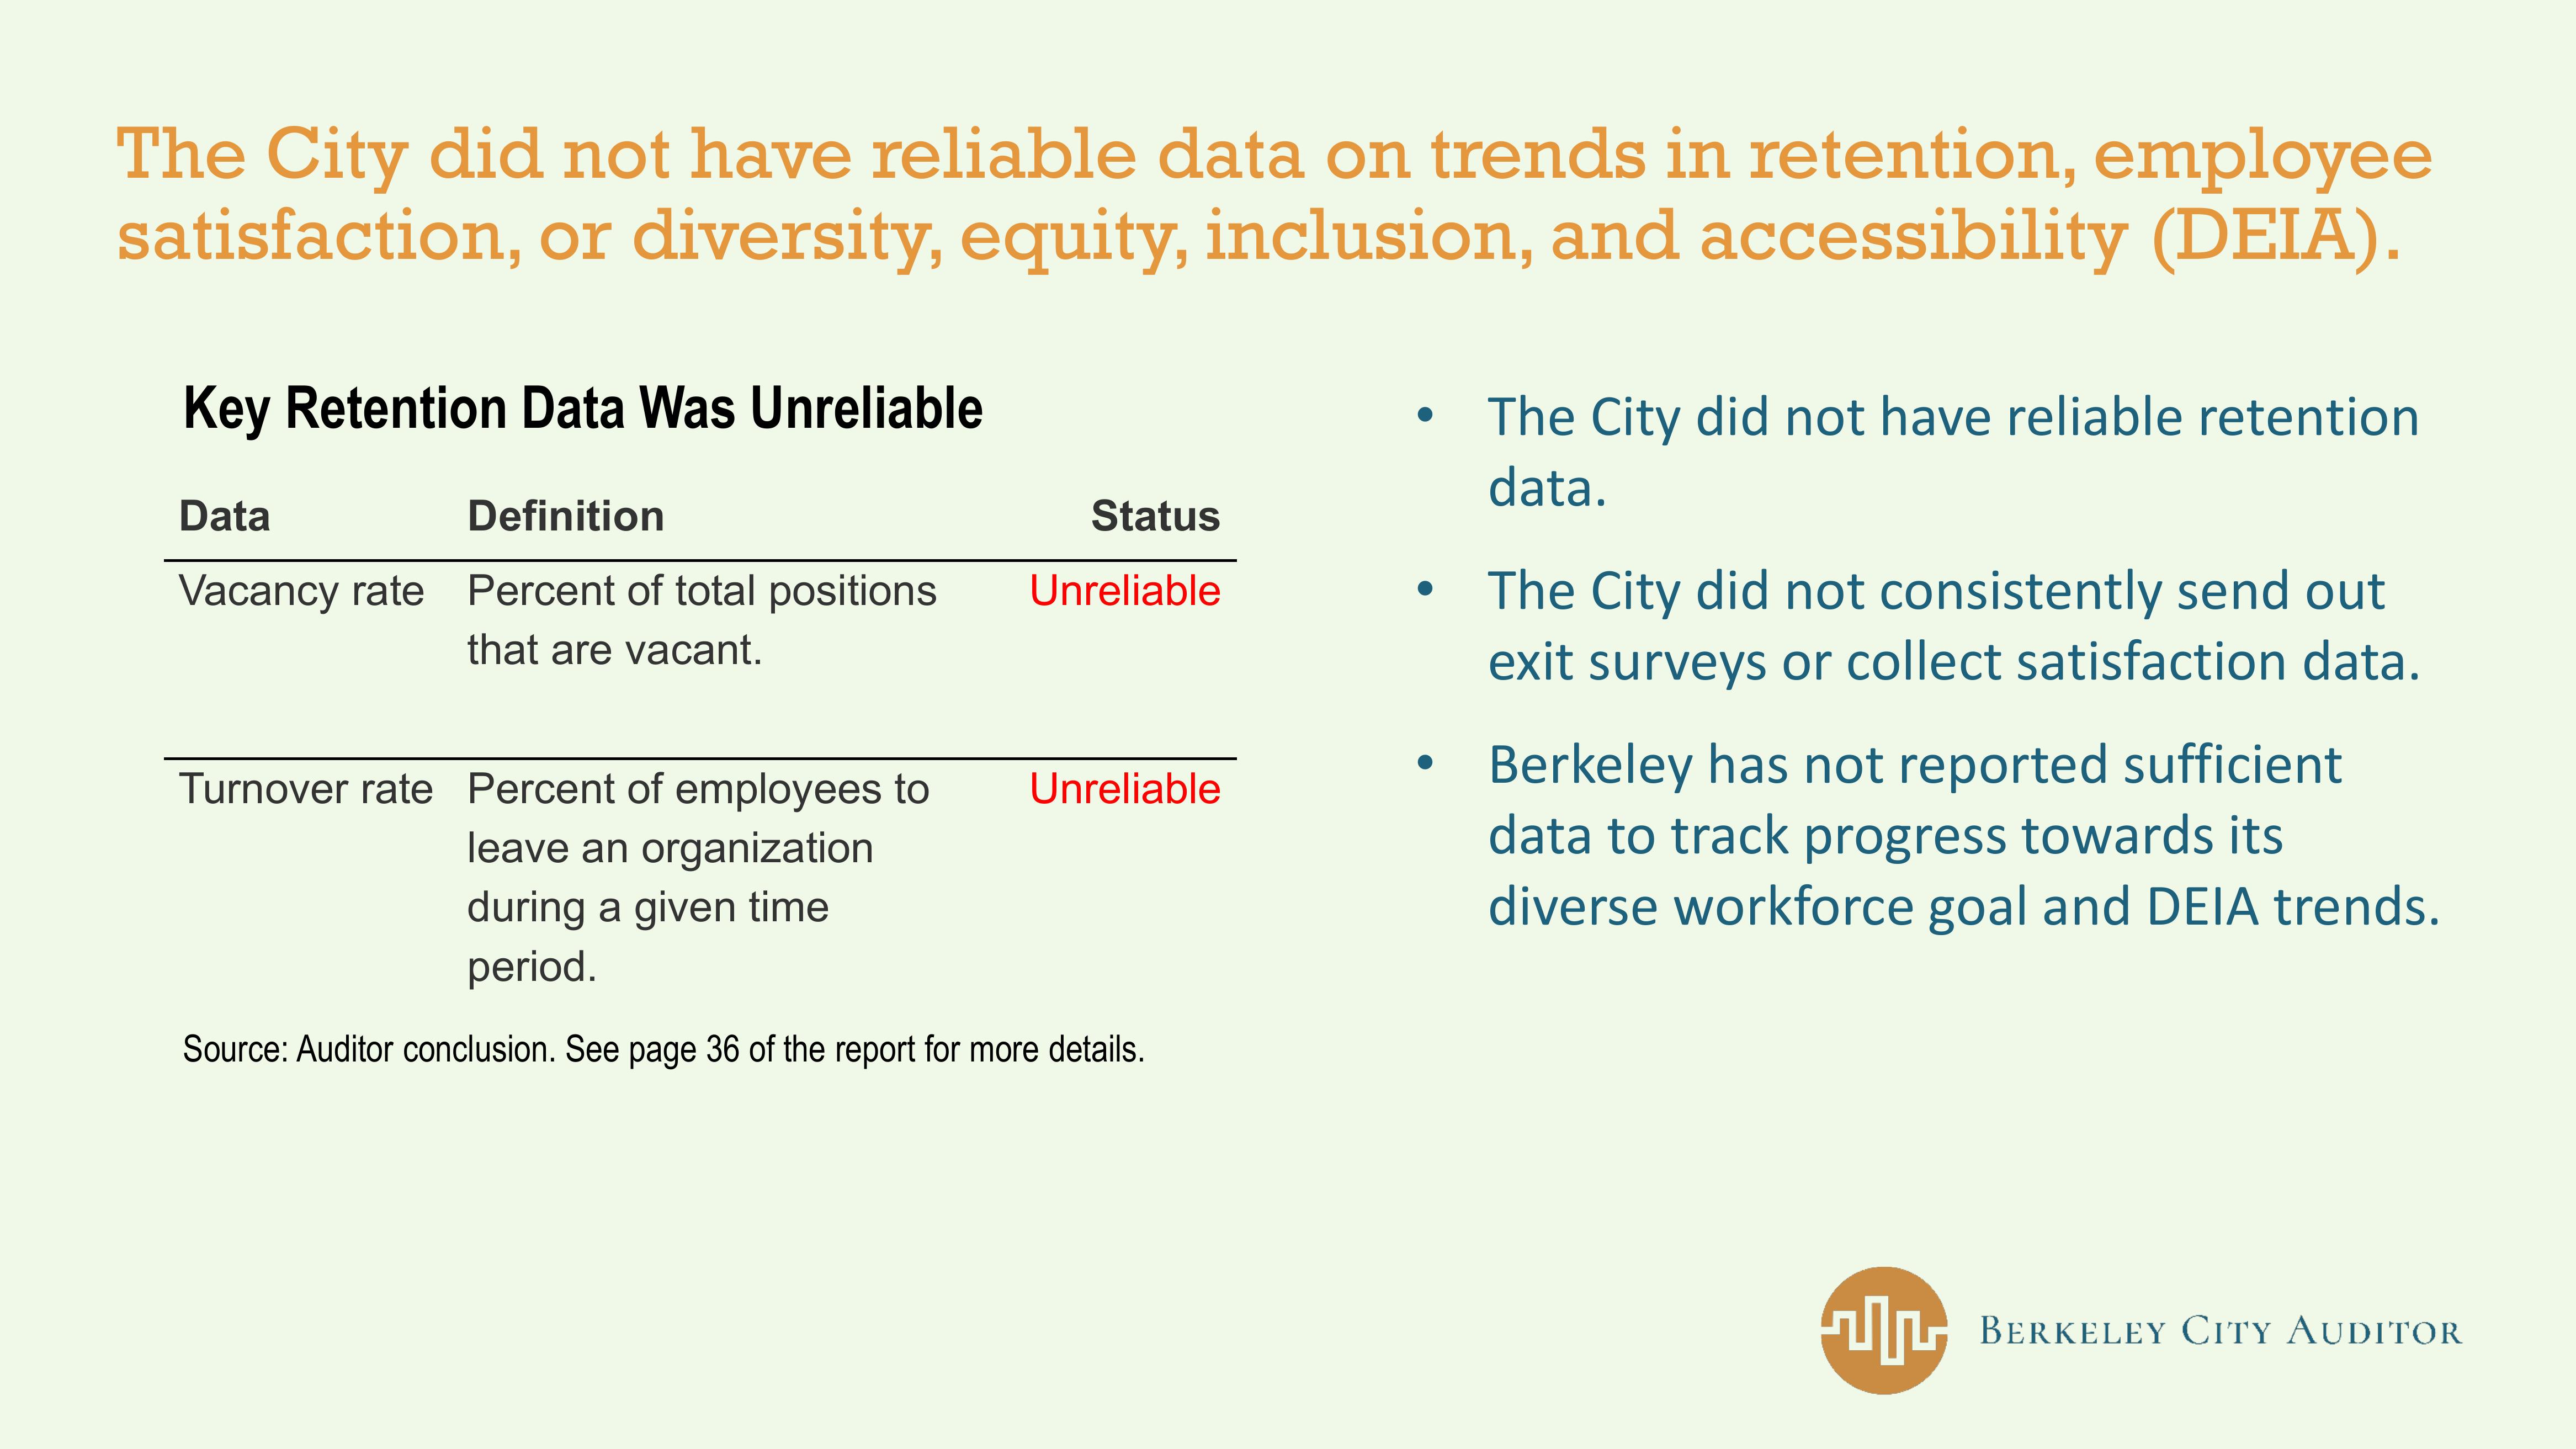 The City did not have reliable data on trends in retention, employee
satisfaction, or diversity, equity, inclusion, and accessibility (DEIA).
Key Retention Data Was Unreliable
Data Definition Status
Vacancy rate Percent of total positions Unreliable
that are vacant.
Turnover rate Percent of employees to Unreliable
leave an organization
during a given time
period.
Source: Auditor conclusion. See page 36 of the report for more details.
• The City did not have reliable retention
data.
• The City did not consistently send out
exit surveys or collect satisfaction data.
• Berkeley has not reported sufficient
data to track progress towards its
diverse workforce goal and DEIA trends.
BERKELEY CITY AUDITOR